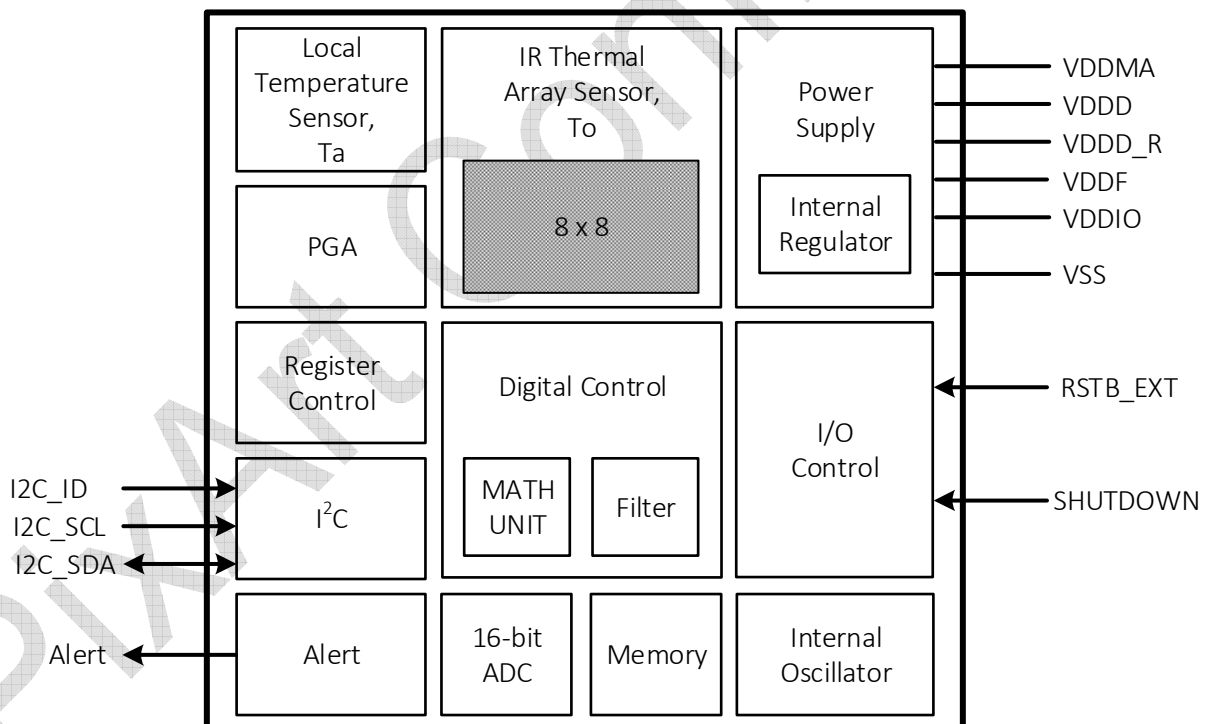 Local
Temperature
Sensor,
Ta
IR Thermal
Array Sensor,
To
8 x 8
Power
Supply
Internal
Regulator
VDDMA
VDDD
VDDD_R
VDDF
VDDIO
VSS
PGA
Register
Control
Digital Control
MATH
UNIT
Filter
I/O
Control
RSTB_EXT
SHUTDOWN
I2C_ID
I2C_SCL
I2C_SDA
I²C
Alert
Alert
16-bit
ADC
Memory
Internal
Oscillator
PixArt Con